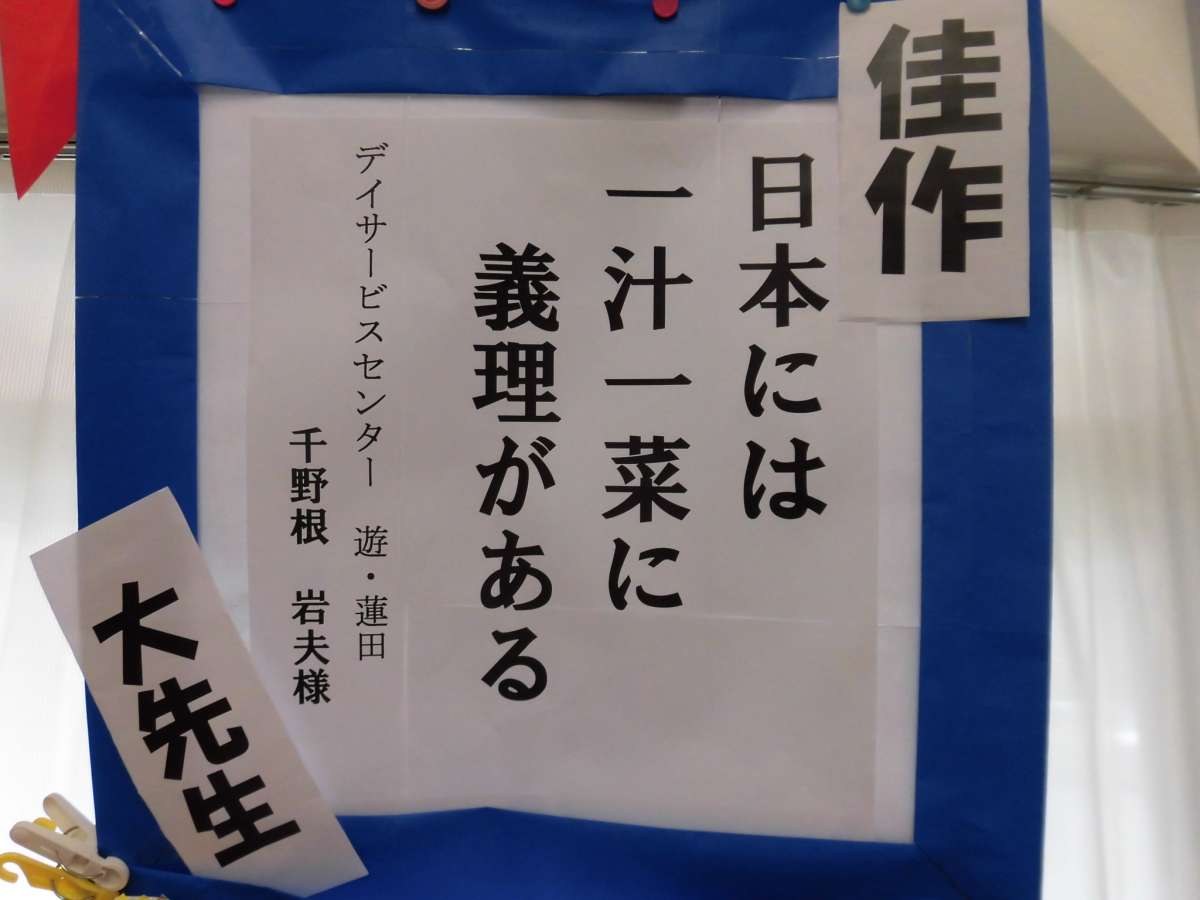 佳作
日本には
一汁一菜に
義理がある
デイサービスセンター　遊・蓮田
千野根　岩夫様
大先生